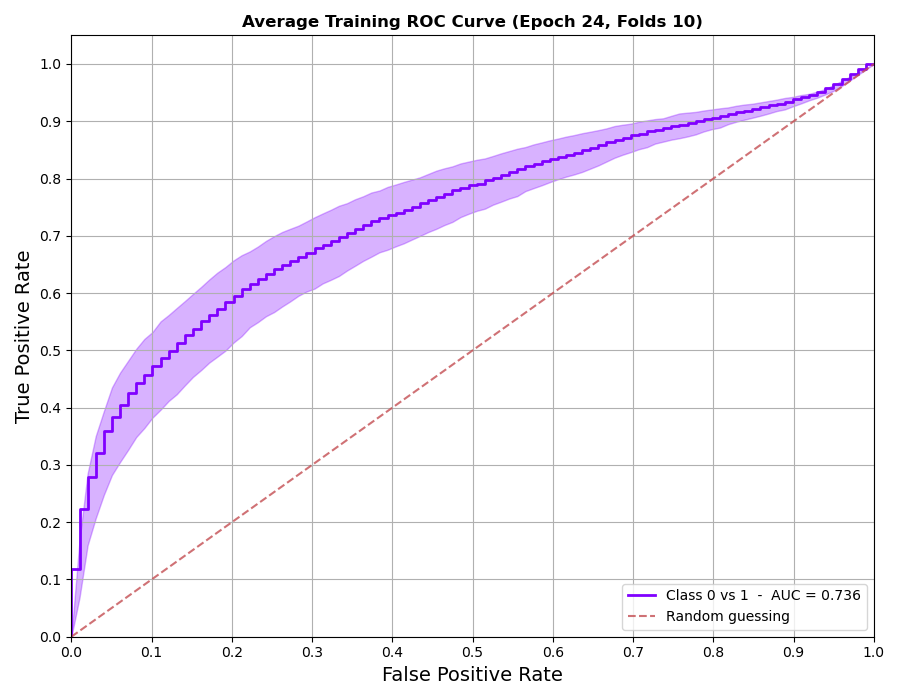 Average Training ROC Curve (Epoch 24, Folds 10)
True Positive Rate
1.0
0.9
0.8
0.7
0.6
0.5
0.4
0.3
0.2
0.1
0.0
Class 0 vs 1 - AUC = 0.736
Random guessing
0.0 0.1 0.2 0.3 0.4 0.5 0.6 0.7 0.8 0.9 1.0
False Positive Rate